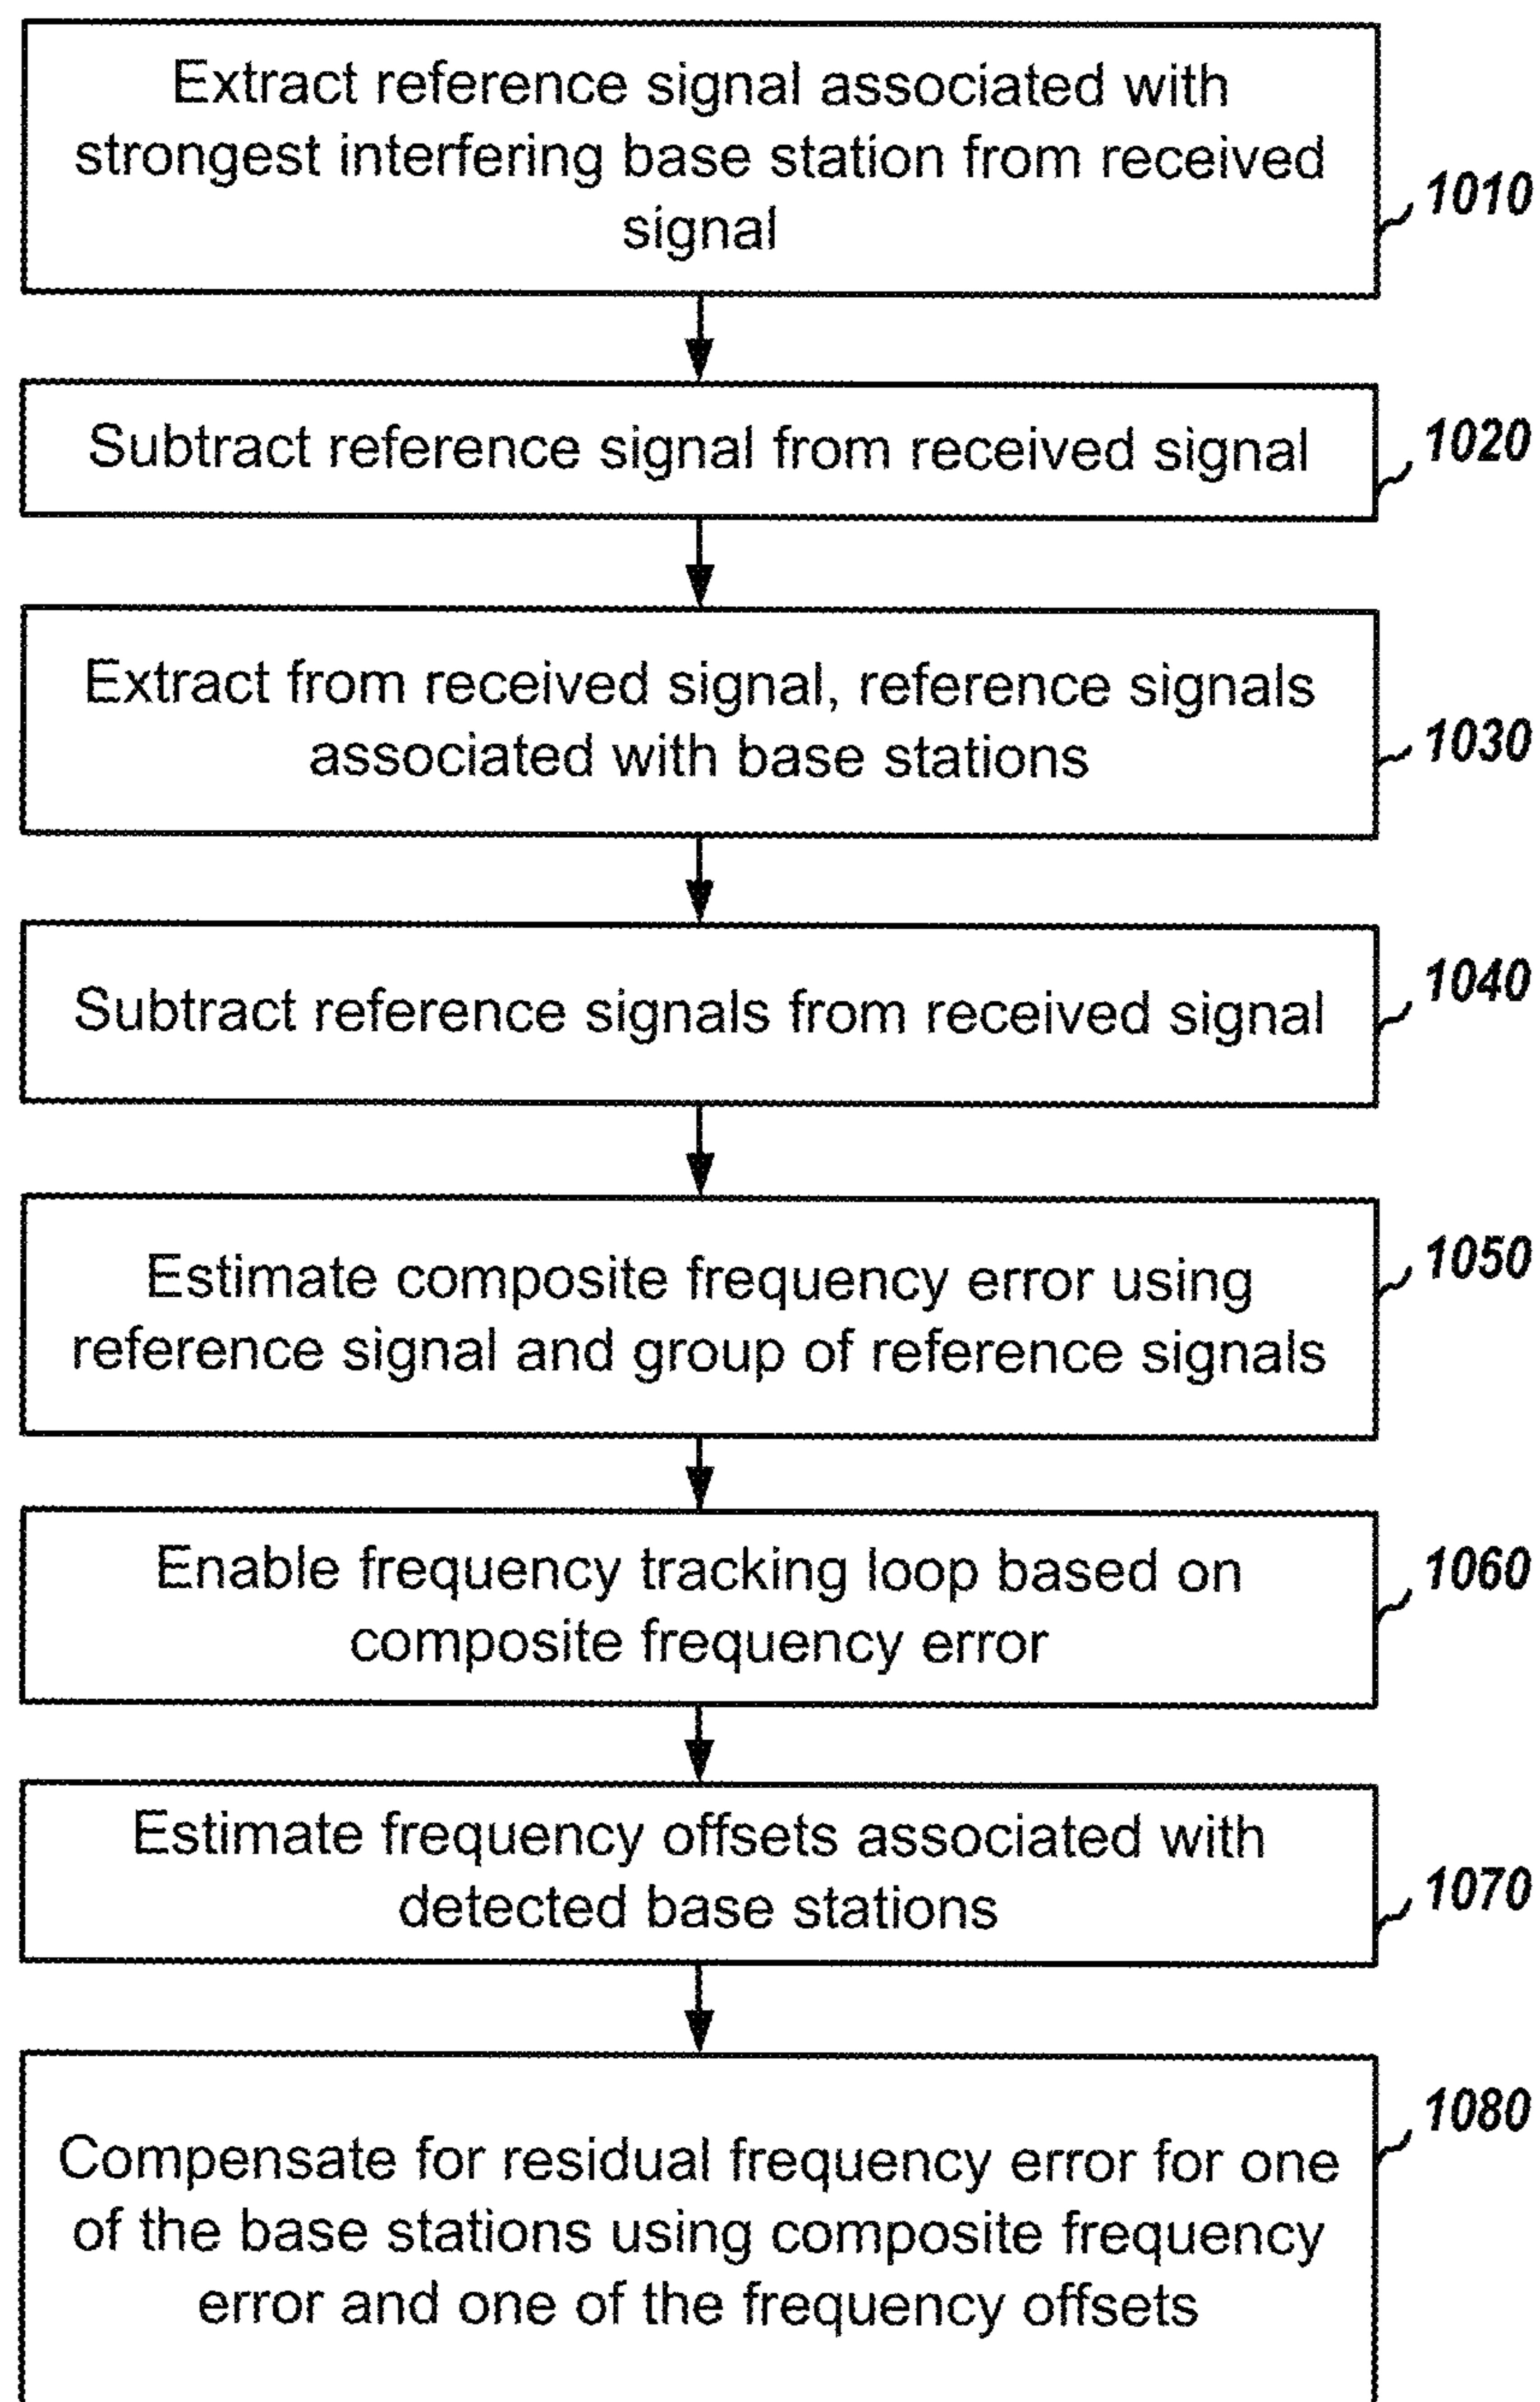 Extract reference signal associated with
strongest interfering base station from received
signal
1010
Subtract reference signal from received signal
1020
Extract from received signal, reference signals
associated with base stations
1030
Subtract reference signals from received signal
1040
Estimate composite frequency error using
reference signal and group of reference signals
1050
Enable frequency tracking loop based on
composite frequency error
1060
Estimate frequency offsets associated with
detected base stations
1070
Compensate for residual frequency error for one
of the base stations using composite frequency
error and one of the frequency offsets
1080